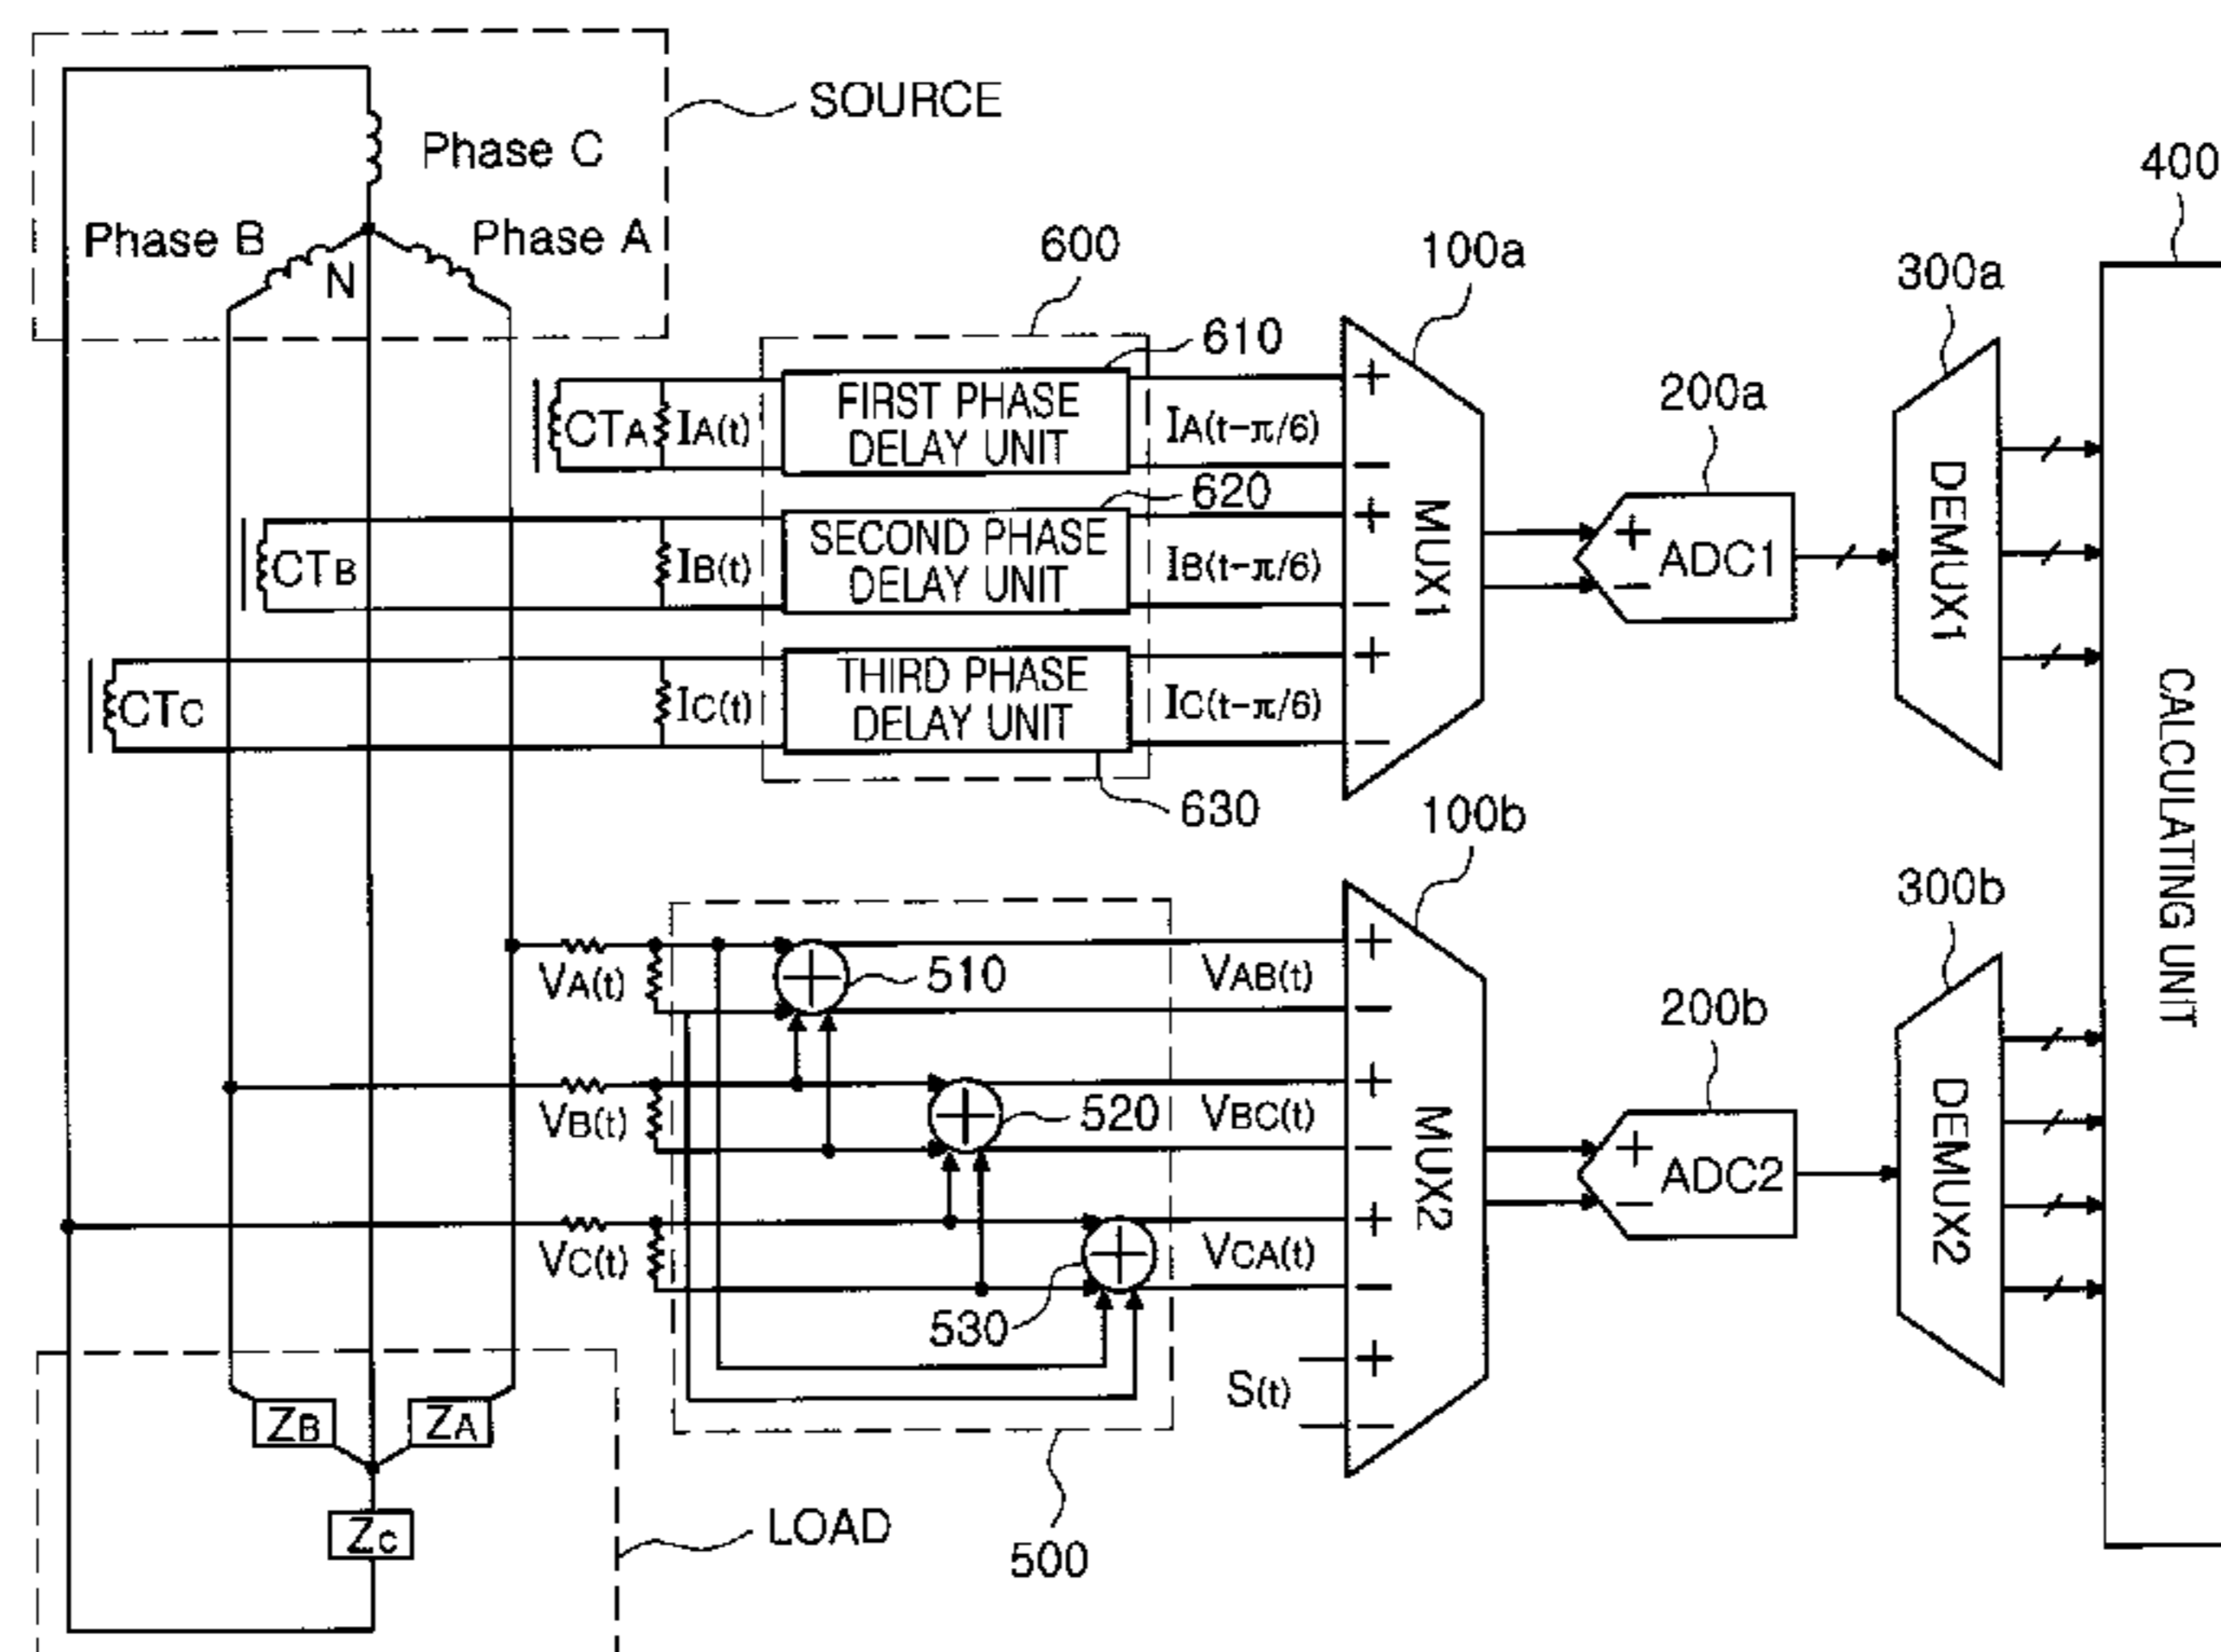 SOURCE
Phase C
Phase B
Phase A
N
400
600
100a
300a
610
200a
CTA
IA(t)
FIRST PHASE
DELAY UNIT
IA(t-π/6)
+
−
620
CTB
IB(t)
SECOND PHASE
DELAY UNIT
IB(t-π/6)
+
−
MUX1
+
−
ADC1
DEMUX1
CTC
IC(t)
THIRD PHASE
DELAY UNIT
IC(t-π/6)
+
−
630
CALCULATING UNIT
100b
300b
VA(t)
510
VAB(t)
+
−
200b
VB(t)
520
VBC(t)
+
−
MUX2
+
−
ADC2
DEMUX2
VC(t)
530
VCA(t)
+
−
S(t)
+
−
ZB
ZA
ZC
LOAD
500